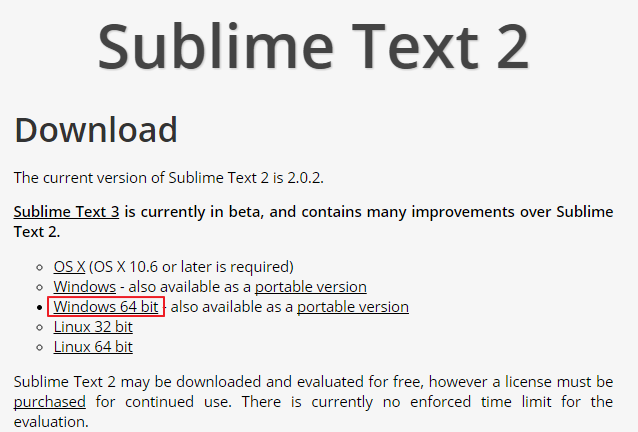 Sublime Text 2
Download
The current version of Sublime Text 2 is 2.0.2.
Sublime Text 3 is currently in beta, and contains many improvements over Sublime
Text 2.
OS X (OS X 10.6 or later is required)
Windows - also available as a portable version
Windows 64 bit - also available as a portable version
Linux 32 bit
Linux 64 bit
Sublime Text 2 may be downloaded and evaluated for free, however a license must be
purchased for continued use. There is currently no enforced time limit for the
evaluation.